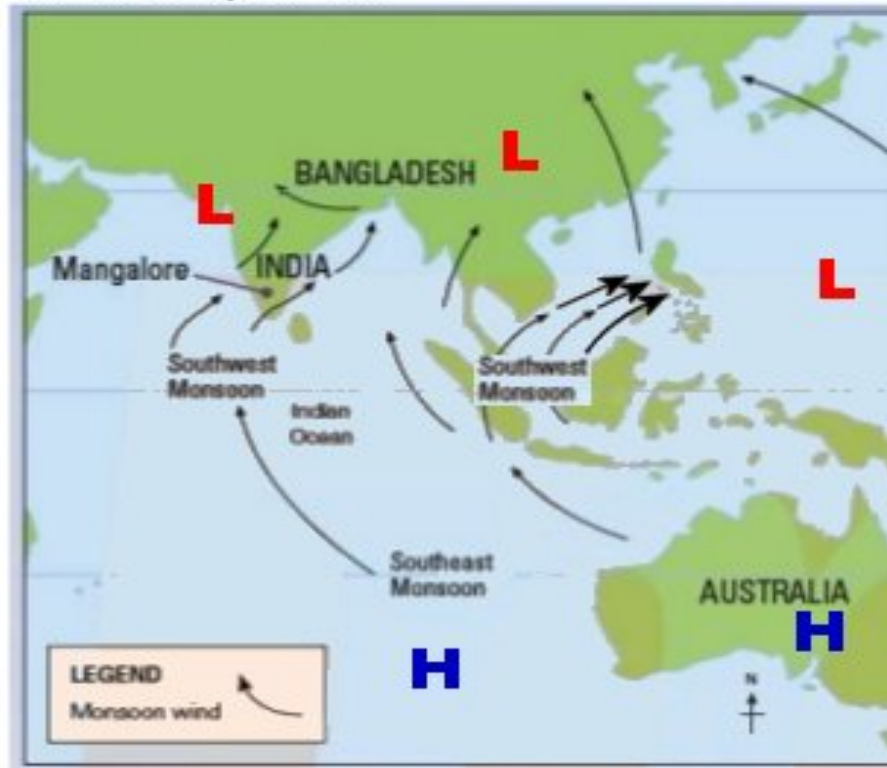 L
BANGLADESH
L
INDIA
Mangalore
L
Southwest
Monsoon
Southwest
Monsoon
Indian
Ocean
Southeast
Monsoon
AUSTRALIA
H
H
LEGEND
Monsoon wind
N